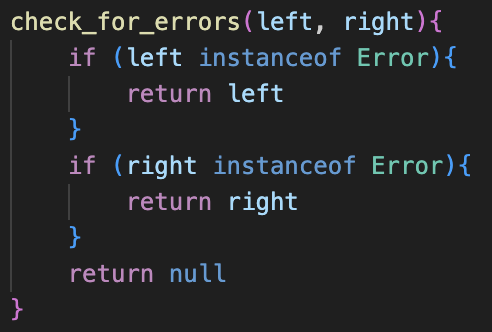 check_for_errors(left, right){
    if (left instanceof Error){
        return left
    }
    if (right instanceof Error){
        return right
    }
    return null
}